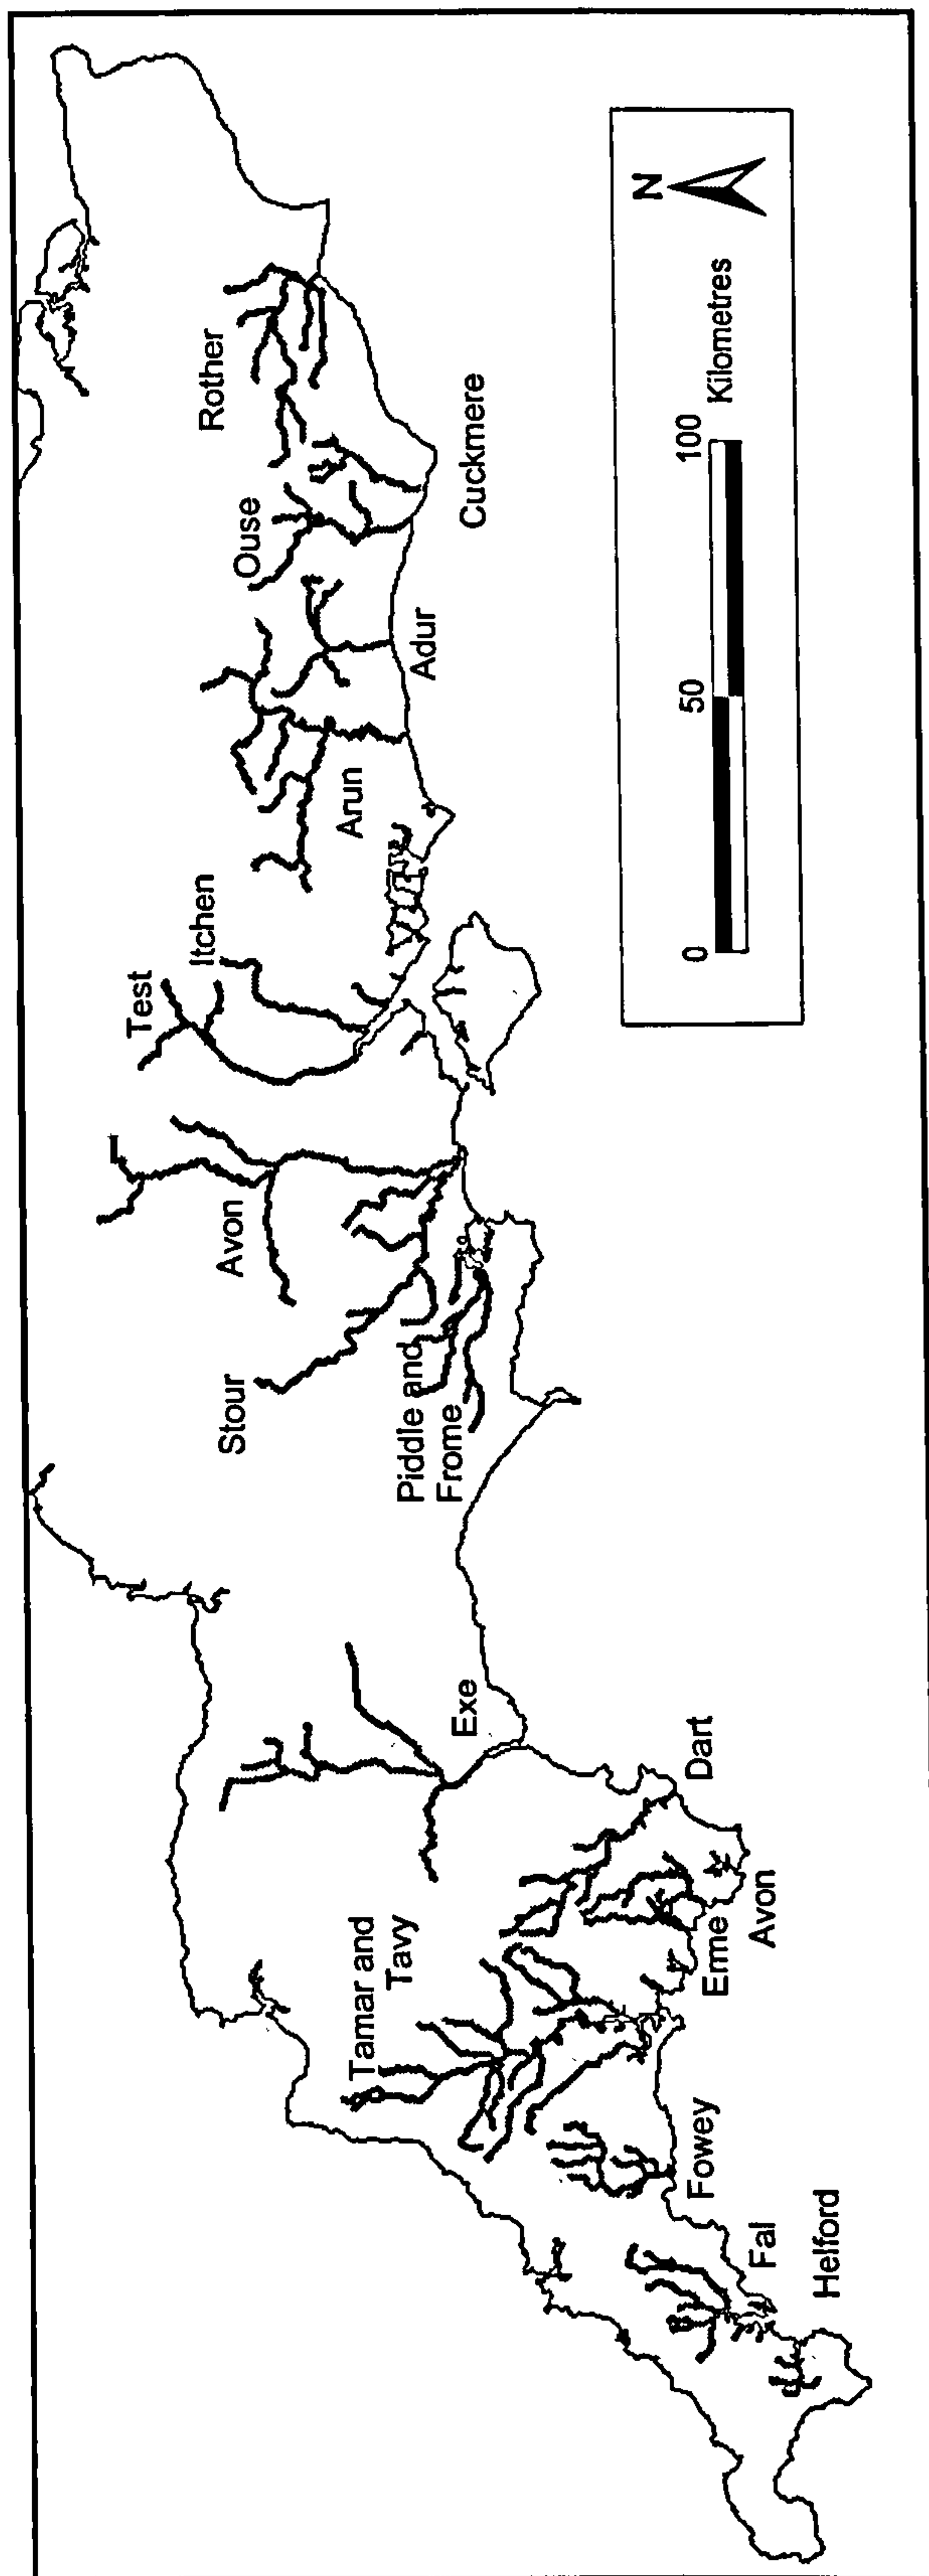 Rother
Ouse
Cuckmere
Adur
Arun
Itchen
Test
Avon
Stour
Piddle and
Frome
Exe
Dart
Avon
Erme
Tamar and
Tavy
Fowey
Fal
Helford
N
0
50
100
Kilometres